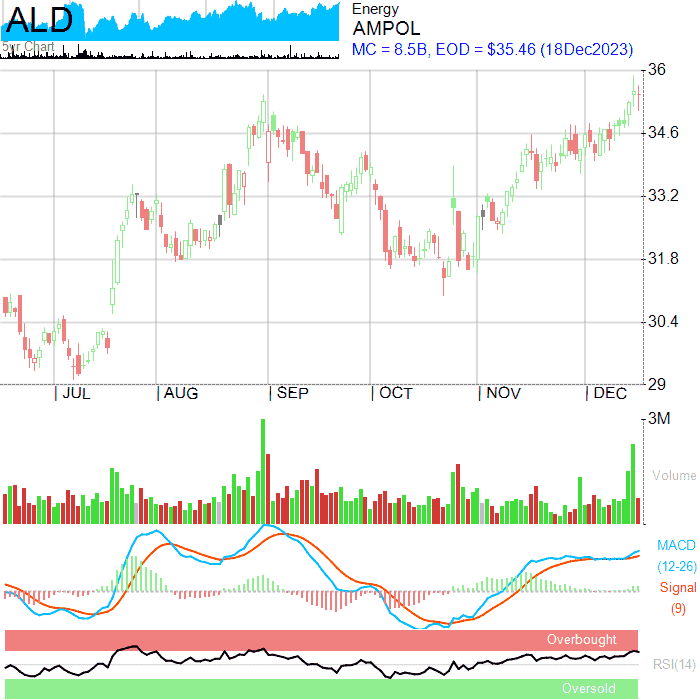 ALD
5yr Chart
Energy
AMPOL
MC = 8.5B, EOD = $35.46 (18Dec2023)
36
34.6
33.2
31.8
30.4
29
JUL AUG SEP OCT NOV DEC
3M
Volume
MACD
(12-26)
Signal
(9)
Overbought
RSI(14)
Oversold